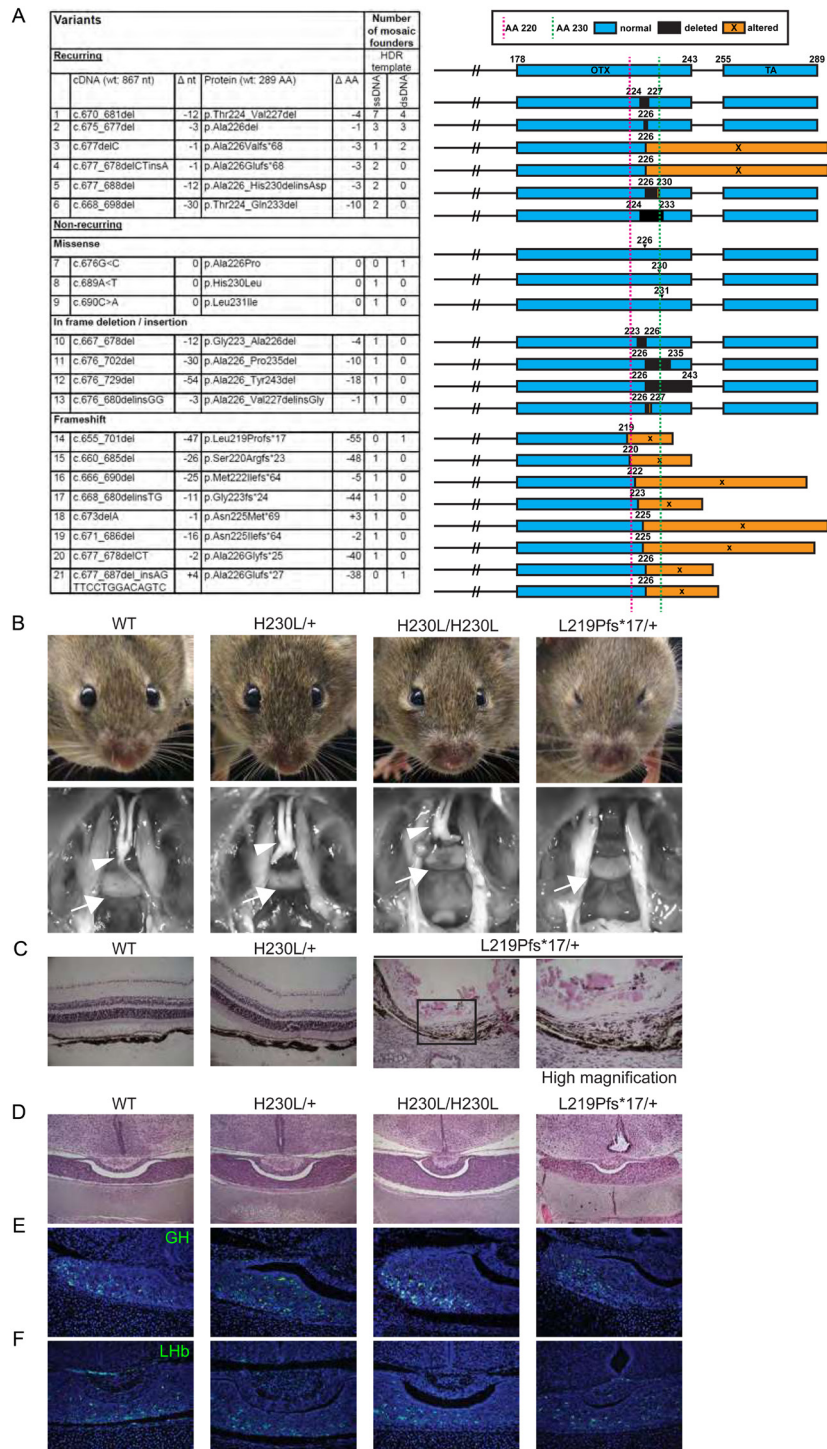 A
Variants
Number of mosaic founders
Recurring
HDR template
cDNA (wt: 867 nt) Δ nt Protein (wt: 289 AA) Δ AA ssDNA dsDNA
1 c.670_681del -12 p.Thr224_Val227del -4 7 4
2 c.675_677del -3 p.Ala226del -1 3 3
3 c.677delC -1 p.Ala226Valfs*68 -3 1 2
4 c.677_678delCTinsA -1 p.Ala226Glufs*68 -3 2 0
5 c.677_688del -12 p.Ala226_His230delinsAsp -3 2 0
6 c.668_698del -30 p.Thr224_Gln233del -10 2 0
Non-recurring
Missense
7 c.676G<C 0 p.Ala226Pro 0 0 1
8 c.689A<T 0 p.His230Leu 0 1 0
9 c.690C>A 0 p.Leu231Ile 0 1 0
In frame deletion / insertion
10 c.667_678del -12 p.Gly223_Ala226del -4 1 0
11 c.676_702del -30 p.Ala226_Pro235del -10 1 0
12 c.676_729del -54 p.Ala226_Tyr243del -18 1 0
13 c.676_680delinsGG -3 p.Ala226_Val227delinsGly -1 1 0
Frameshift
14 c.655_701del -47 p.Leu219Profs*17 -55 0 1
15 c.660_685del -26 p.Ser220Argfs*23 -48 1 0
16 c.666_690del -25 p.Met222Ilefs*64 -5 1 0
17 c.668_680delinsTG -11 p.Gly223fs*24 -44 1 0
18 c.673delA -1 p.Asn225Met*69 +3 1 0
19 c.671_686del -16 p.Asn225Ilefs*64 -2 1 0
20 c.677_678delCT -2 p.Ala226Glyfs*25 -40 1 0
21 c.677_687del_insAG +4 p.Ala226Glufs*27 -38 0 1
TTCCTGGACAGTC
AA 220 AA 230 normal deleted X altered
178 243 255 289
OTX TA
224 227
226
226
X
226
X
226 230
224 233
226
230
231
223 226
226 235
226 243
226 227
219
x
220
x
222
x
223
x
225
x
225
x
226
x
226
x
B
WT H230L/+ H230L/H230L L219Pfs*17/+
C
WT H230L/+ L219Pfs*17/+
High magnification
D
WT H230L/+ H230L/H230L L219Pfs*17/+
E
GH
F
LHb